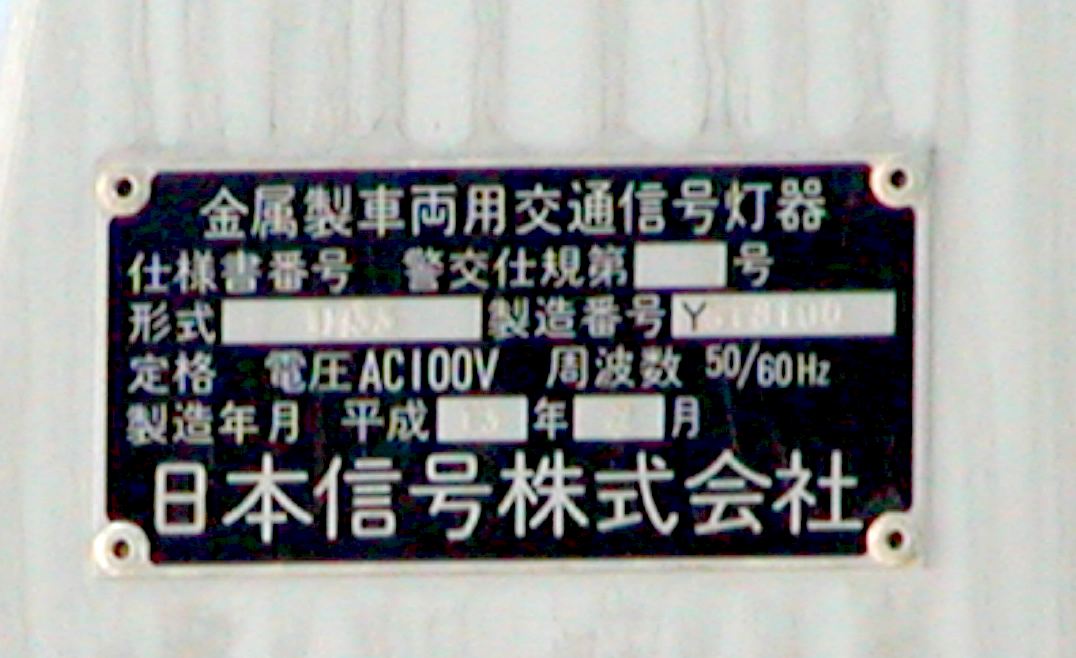 金属製車両用交通信号灯器
仕様書番号 警交仕規第 号
形式 製造番号 Y
定格 電圧AC100V 周波数 50/60Hz
製造年月 平成 年 月
日本信号株式会社